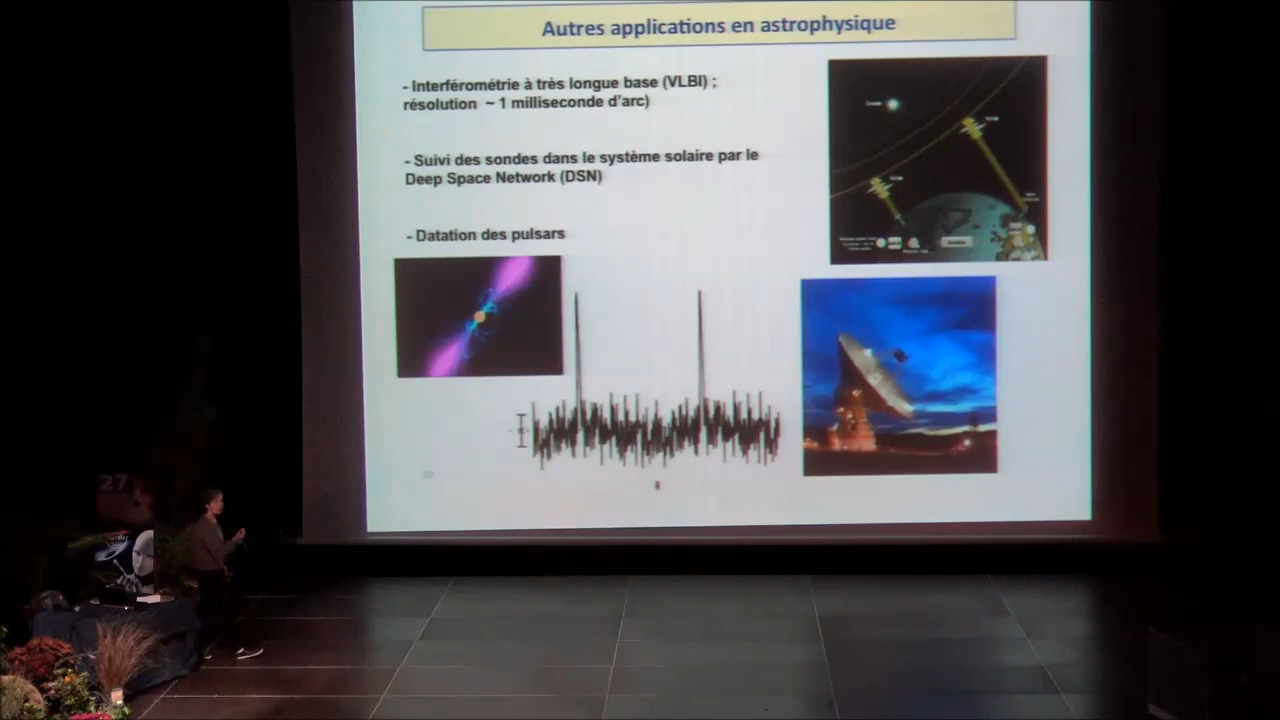 Autres applications en astrophysique
- Interférométrie à très longue base (VLBI) ;
résolution ~ 1 milliseconde d'arc)
- Suivi des sondes dans le système solaire par le
Deep Space Network (DSN)
- Datation des pulsars
27